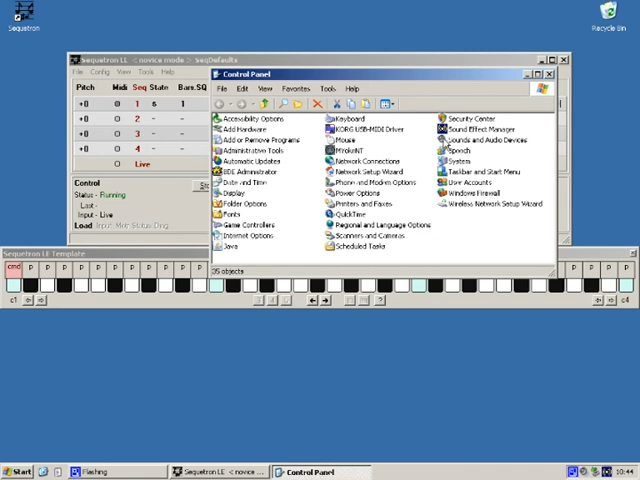 Sequetron
Recycle Bin
Sequetron LE < novice mode > SeqDefaults
File Config View Tools Help
Pitch Midi Seq State Bars.SQ
+0 0 1 s 1
+0 0 2 -
+0 0 3 - -
+0 0 4 - -
0 Live
Control
Status - Running
Last -
Input - Live
Load Input: Midi Status: Ding...
Control Panel
File Edit View Favorites Tools Help
Accessibility Options
Add Hardware
Add or Remove Programs
Administrative Tools
Automatic Updates
BDE Administrator
Date and Time
Display
Folder Options
Fonts
Game Controllers
Internet Options
Java
Keyboard
KORG USB-MIDI Driver
Mouse
MYokeNT
Network Connections
Network Setup Wizard
Phone and Modem Options
Power Options
Printers and Faxes
QuickTime
Regional and Language Options
Scanners and Cameras
Scheduled Tasks
Security Center
Sound Effect Manager
Sounds and Audio Devices
Speech
System
Taskbar and Start Menu
User Accounts
Windows Firewall
Wireless Network Setup Wizard
35 objects
Sequetron LE Template
cmd p p p p p p p p p p p p p
c1
?
c4
Start
Flashing
Sequetron LE < novice ...
Control Panel
10:44